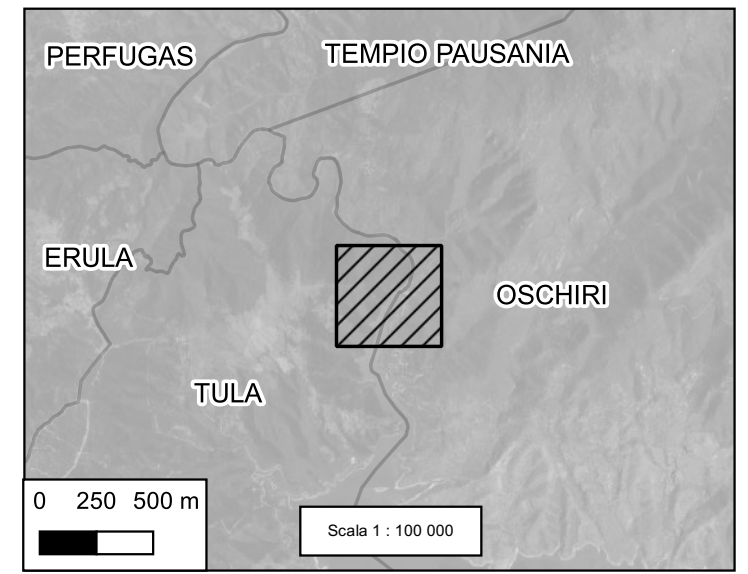 PERFUGAS
TEMPIO PAUSANIA
ERULA
OSCHIRI
TULA
0 250 500 m
Scala 1 : 100 000